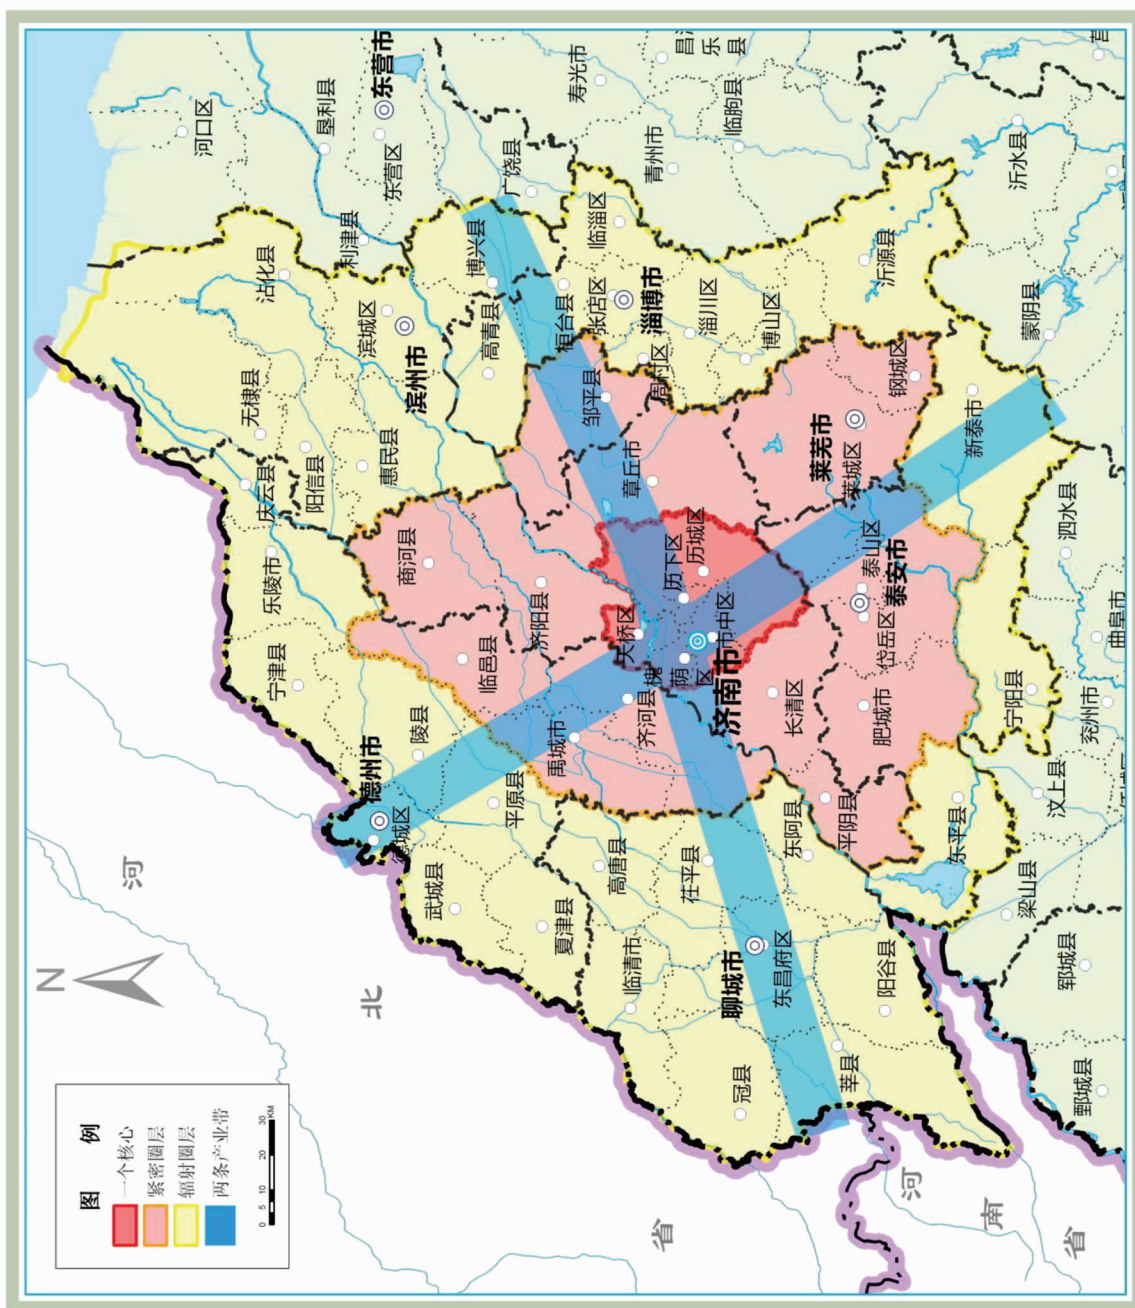 图 例
一个核心
紧密圈层
辐射圈层
两条产业带
0 5 10 20 30
KM
N
河
北
省
河
南
省
河口区
垦利县
东营市
东营区
利津县
广饶县
寿光市
青州市
临朐县
沂水县
蒙阴县
沾化县
滨城区
滨州市
博兴县
高青县
桓台县
张店区
临淄区
淄博市
淄川区
博山区
周村区
沂源县
无棣县
庆云县
阳信县
惠民县
邹平县
章丘市
莱芜市
莱城区
钢城区
新泰市
乐陵市
商河县
宁津县
临邑县
济阳县
天桥区
历下区
历城区
市中区
槐
荫
区
济南市
泰山区
泰安市
岱岳区
泗水县
曲阜市
陵县
德州市
德城区
禹城市
齐河县
长清区
肥城市
宁阳县
兖州市
平原县
武城县
夏津县
高唐县
茌平县
东阿县
平阴县
东平县
汶上县
梁山县
临清市
聊城市
东昌府区
阳谷县
郓城县
冠县
莘县
鄄城县